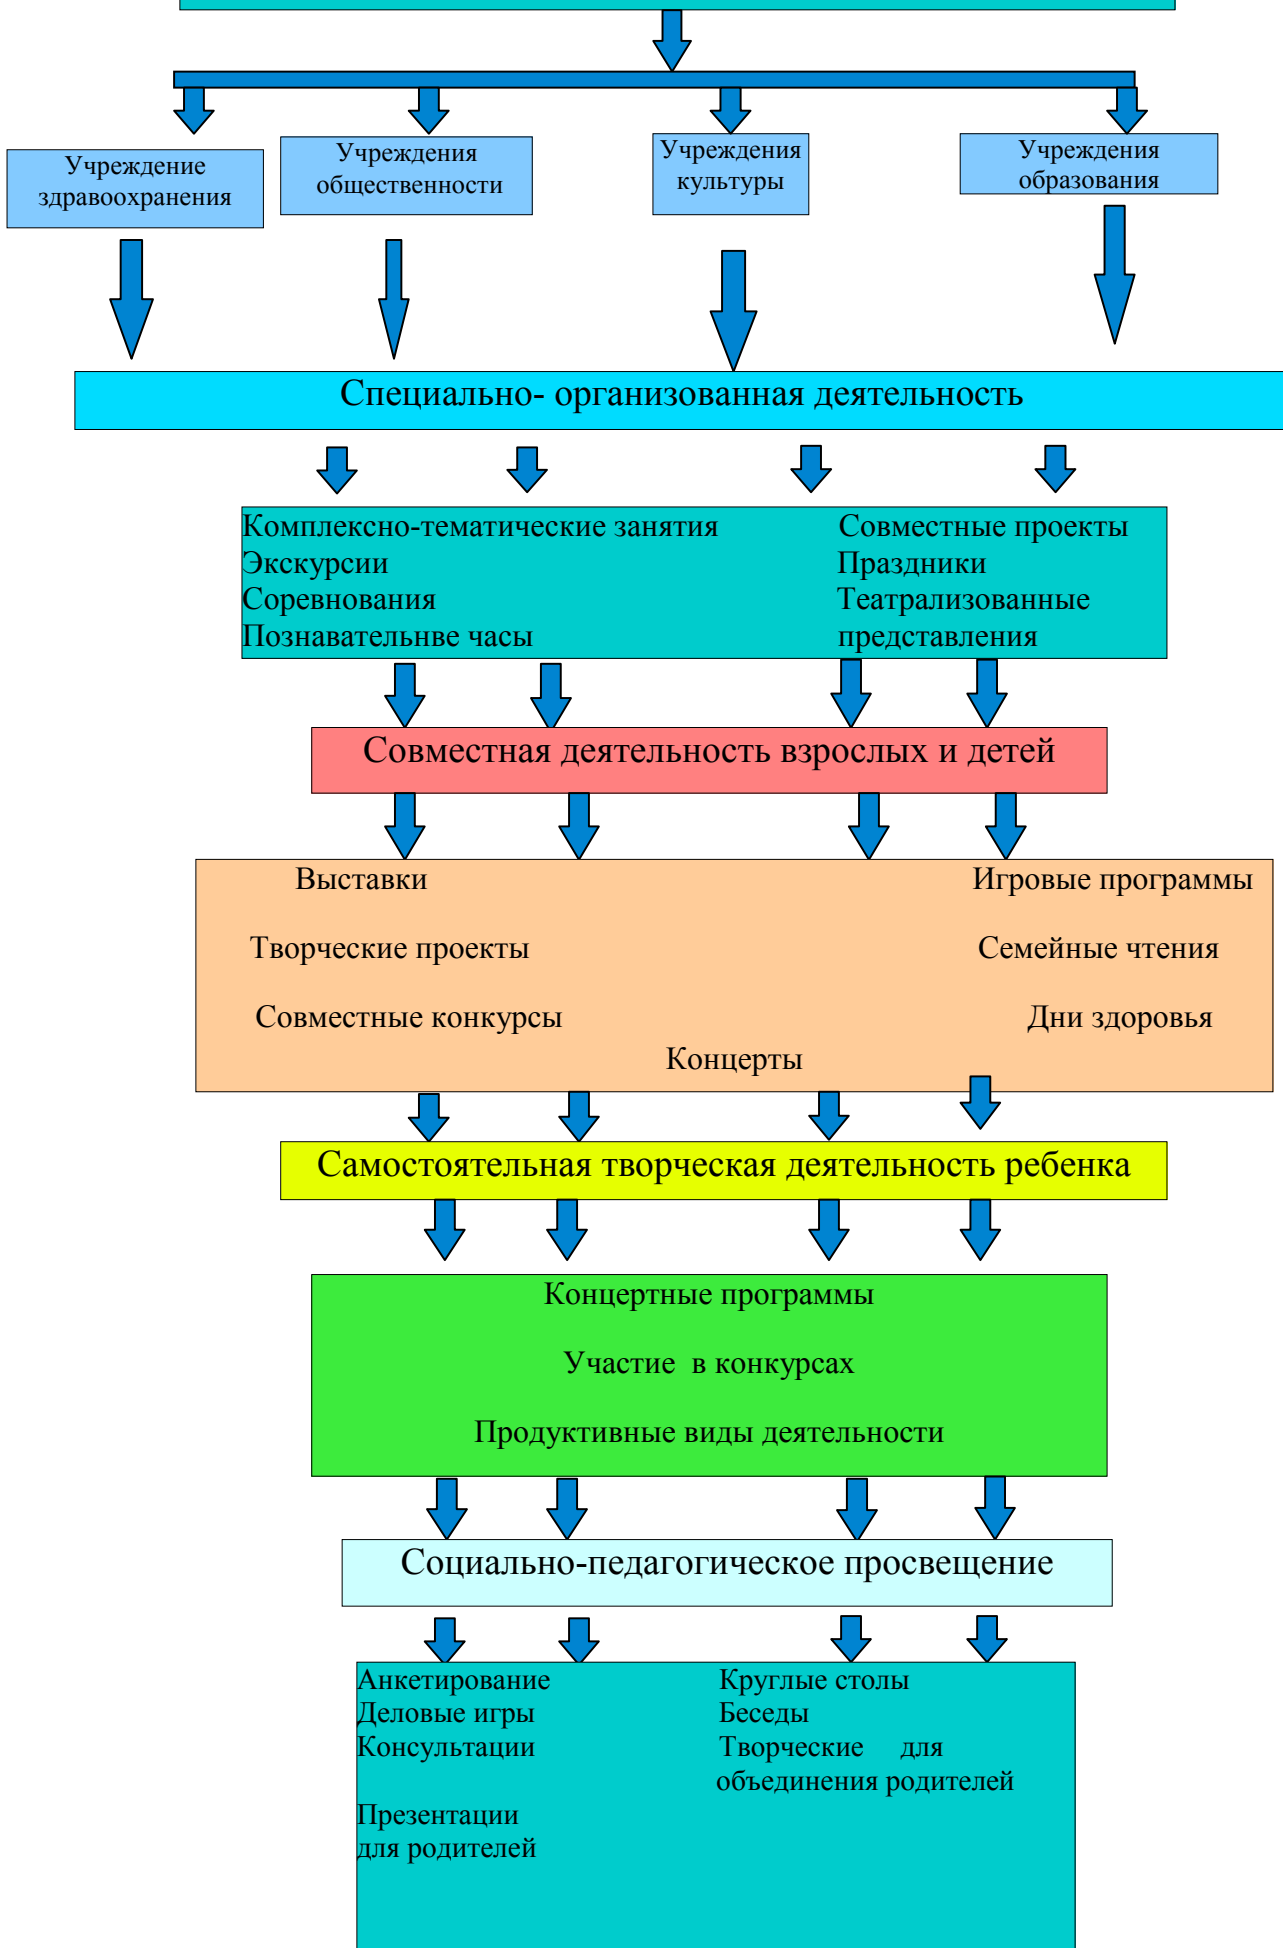 Учреждение
здравоохранения
Учреждения
общественности
Учреждения
культуры
Учреждения
образования
Специально- организованная деятельность
Комплексно-тематические занятия
Экскурсии
Соревнования
Познавательнве часы
Совместные проекты
Праздники
Театрализованные
представления
Совместная деятельность взрослых и детей
Выставки
Игровые программы
Творческие проекты
Семейные чтения
Совместные конкурсы
Дни здоровья
Концерты
Самостоятельная творческая деятельность ребенка
Концертные программы
Участие в конкурсах
Продуктивные виды деятельности
Социально-педагогическое просвещение
Анкетирование
Деловые игры
Консультации
Презентации
для родителей
Круглые столы
Беседы
Творческие для
объединения родителей